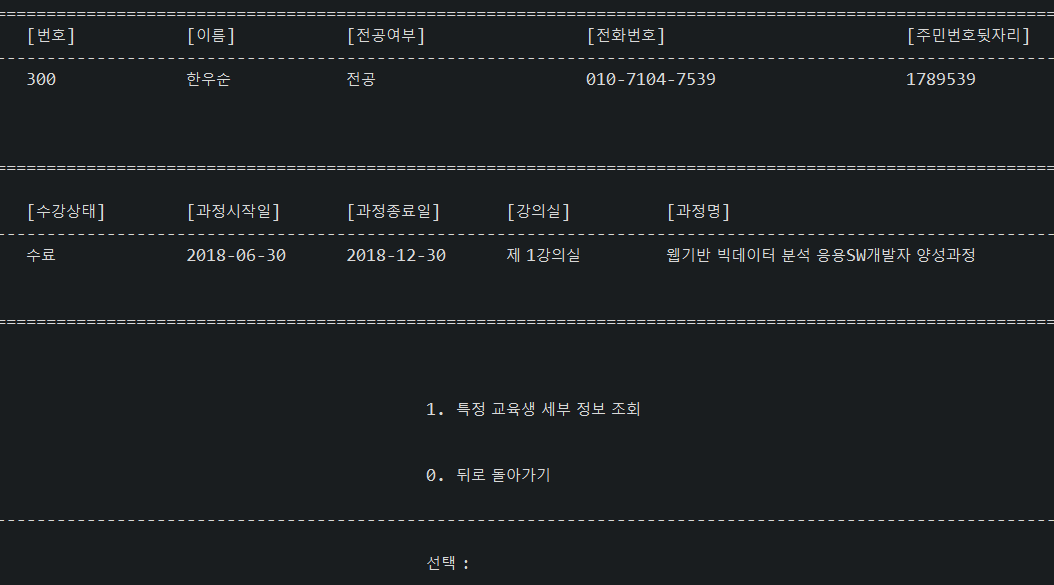 [번호] [이름] [전공여부] [전화번호] [주민번호뒷자리]
300 한우순 전공 010-7104-7539 1789539
[수강상태] [과정시작일] [과정종료일] [강의실] [과정명]
수료 2018-06-30 2018-12-30 제 1강의실 웹기반 빅데이터 분석 응용SW개발자 양성과정
1. 특정 교육생 세부 정보 조회
0. 뒤로 돌아가기
선택 :